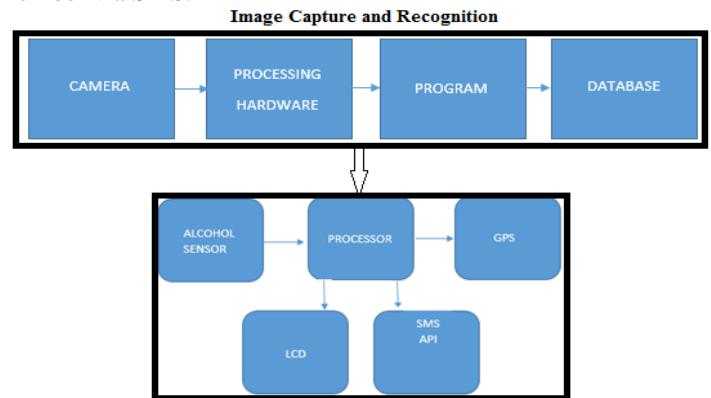 Image Capture and Recognition
CAMERA
PROCESSING
HARDWARE
PROGRAM
DATABASE
ALCOHOL
SENSOR
PROCESSOR
GPS
LCD
SMS
API